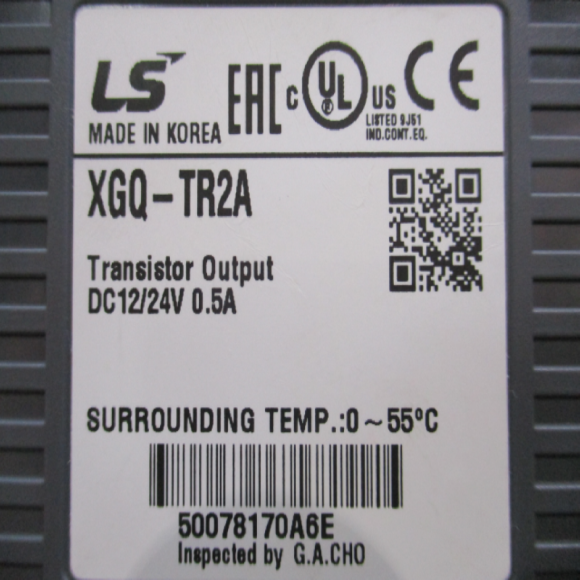 LS
MADE IN KOREA
EAC
C UL US
®
LISTED 9J51
IND.CONT.EQ.
CE
XGQ-TR2A
Transistor Output
DC12/24V 0.5A
SURROUNDING TEMP.:0~55°C
50078170A6E
Inspected by G.A.CHO